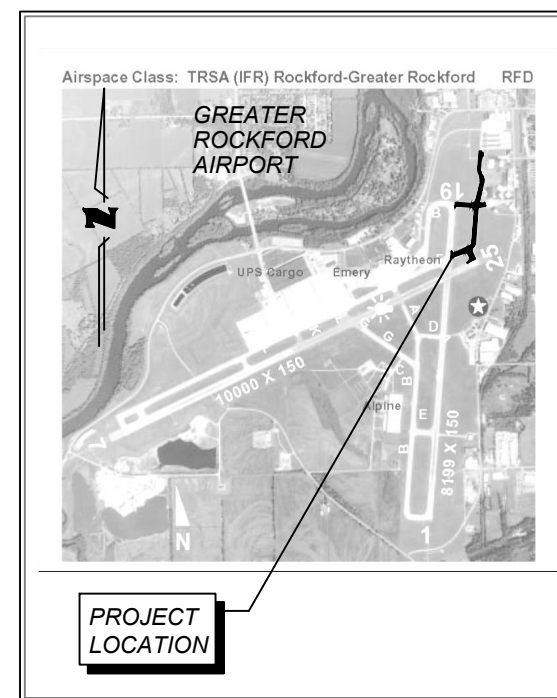 Airspace Class: TRSA (IFR) Rockford-Greater Rockford RFD
GREATER
ROCKFORD
AIRPORT
N
19
B
Raytheon
25
UPS Cargo
Emery
A
F
D
G
K
10000 X 150
C
B
Alpine
E
B
8199 X 150
7
1
N
PROJECT
LOCATION